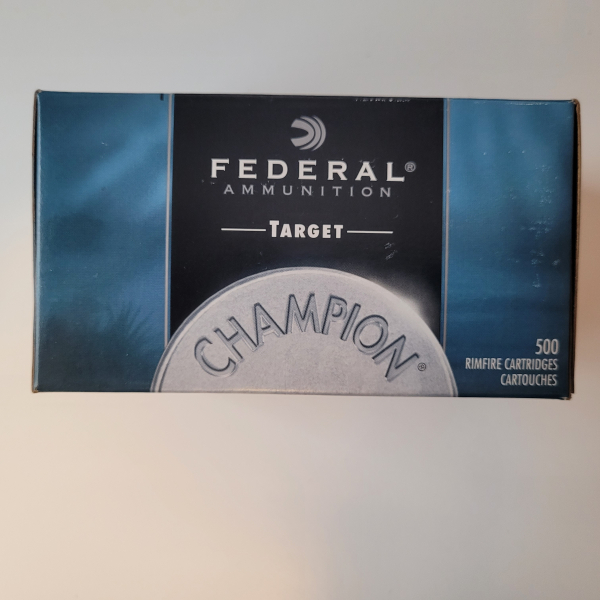 FEDERAL®
AMMUNITION
TARGET
CHAMPION®
500
RIMFIRE CARTRIDGES
CARTOUCHES